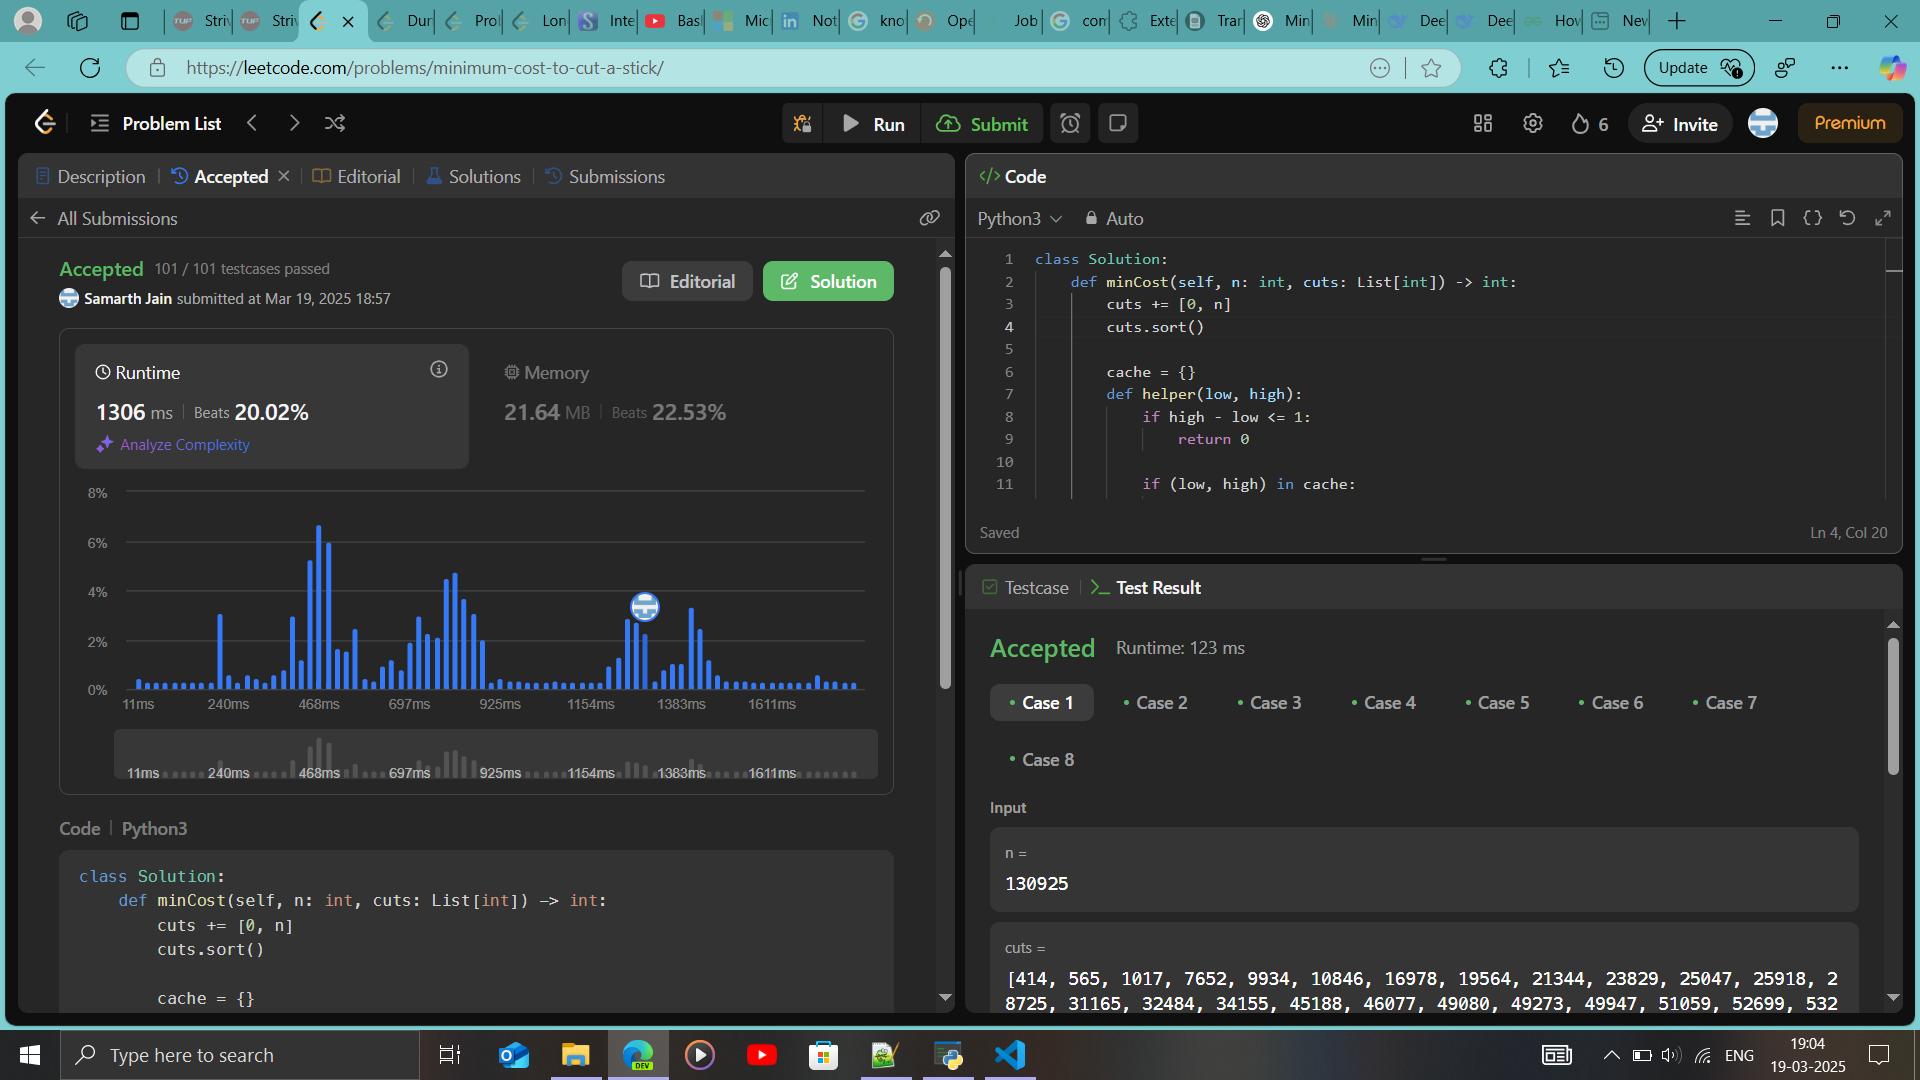 Striv
Striv
Dun
Prol
Lon
Inte
Bas
Mic
Not
kno
Ope
Job
con
Exte
Tran
Min
Min
Dee
Dee
How
New
https://leetcode.com/problems/minimum-cost-to-cut-a-stick/
Update
Problem List
Run
Submit
6
Invite
Premium
Description
Accepted
Editorial
Solutions
Submissions
All Submissions
Accepted 101 / 101 testcases passed
Samarth Jain submitted at Mar 19, 2025 18:57
Editorial
Solution
Runtime
1306 ms | Beats 20.02%
Analyze Complexity
Memory
21.64 MB | Beats 22.53%
8%
6%
4%
2%
0%
11ms 240ms 468ms 697ms 925ms 1154ms 1383ms 1611ms
11ms 240ms 468ms 697ms 925ms 1154ms 1383ms 1611ms
Code | Python3
class Solution:
def minCost(self, n: int, cuts: List[int]) -> int:
cuts += [0, n]
cuts.sort()
cache = {}
</> Code
Python3
Auto
1 class Solution:
2 def minCost(self, n: int, cuts: List[int]) -> int:
3 cuts += [0, n]
4 cuts.sort()
5
6 cache = {}
7 def helper(low, high):
8 if high - low <= 1:
9 return 0
10
11 if (low, high) in cache:
Saved
Ln 4, Col 20
Testcase
Test Result
Accepted Runtime: 123 ms
Case 1 Case 2 Case 3 Case 4 Case 5 Case 6 Case 7
Case 8
Input
n =
130925
cuts =
[414, 565, 1017, 7652, 9934, 10846, 16978, 19564, 21344, 23829, 25047, 25918, 2
8725, 31165, 32484, 34155, 45188, 46077, 49080, 49273, 49947, 51059, 52699, 532
Type here to search
DEV
ENG
19:04
19-03-2025